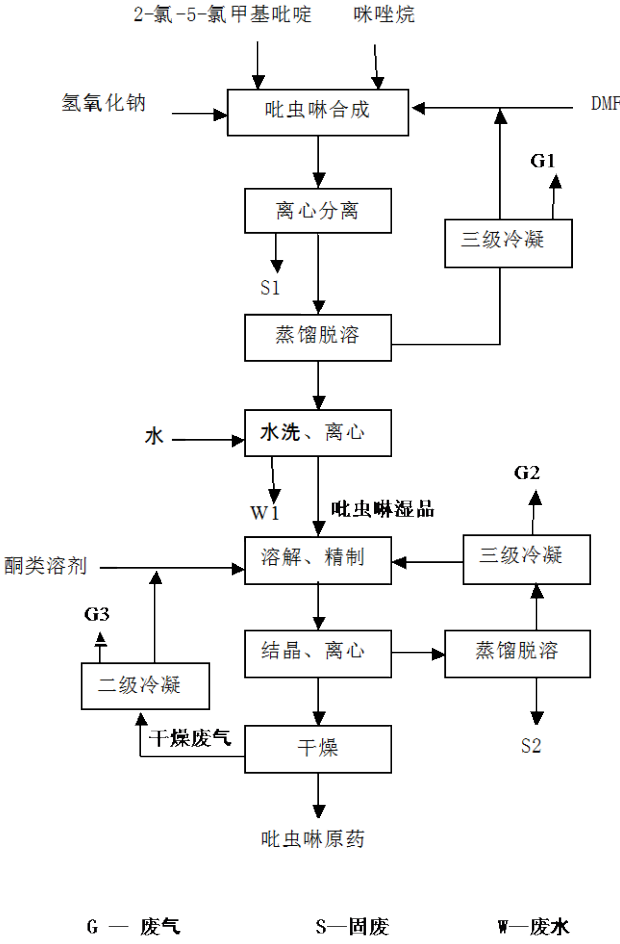 2-氯-5-氯甲基吡啶 咪唑烷
氢氧化钠
吡虫啉合成
DMF
G1
离心分离
三级冷凝
S1
蒸馏脱溶
水
水洗、离心
G2
W1
吡虫啉湿品
酮类溶剂
溶解、精制
三级冷凝
G3
结晶、离心
蒸馏脱溶
二级冷凝
干燥废气
干燥
S2
吡虫啉原药
G — 废气 S—固废 W—废水